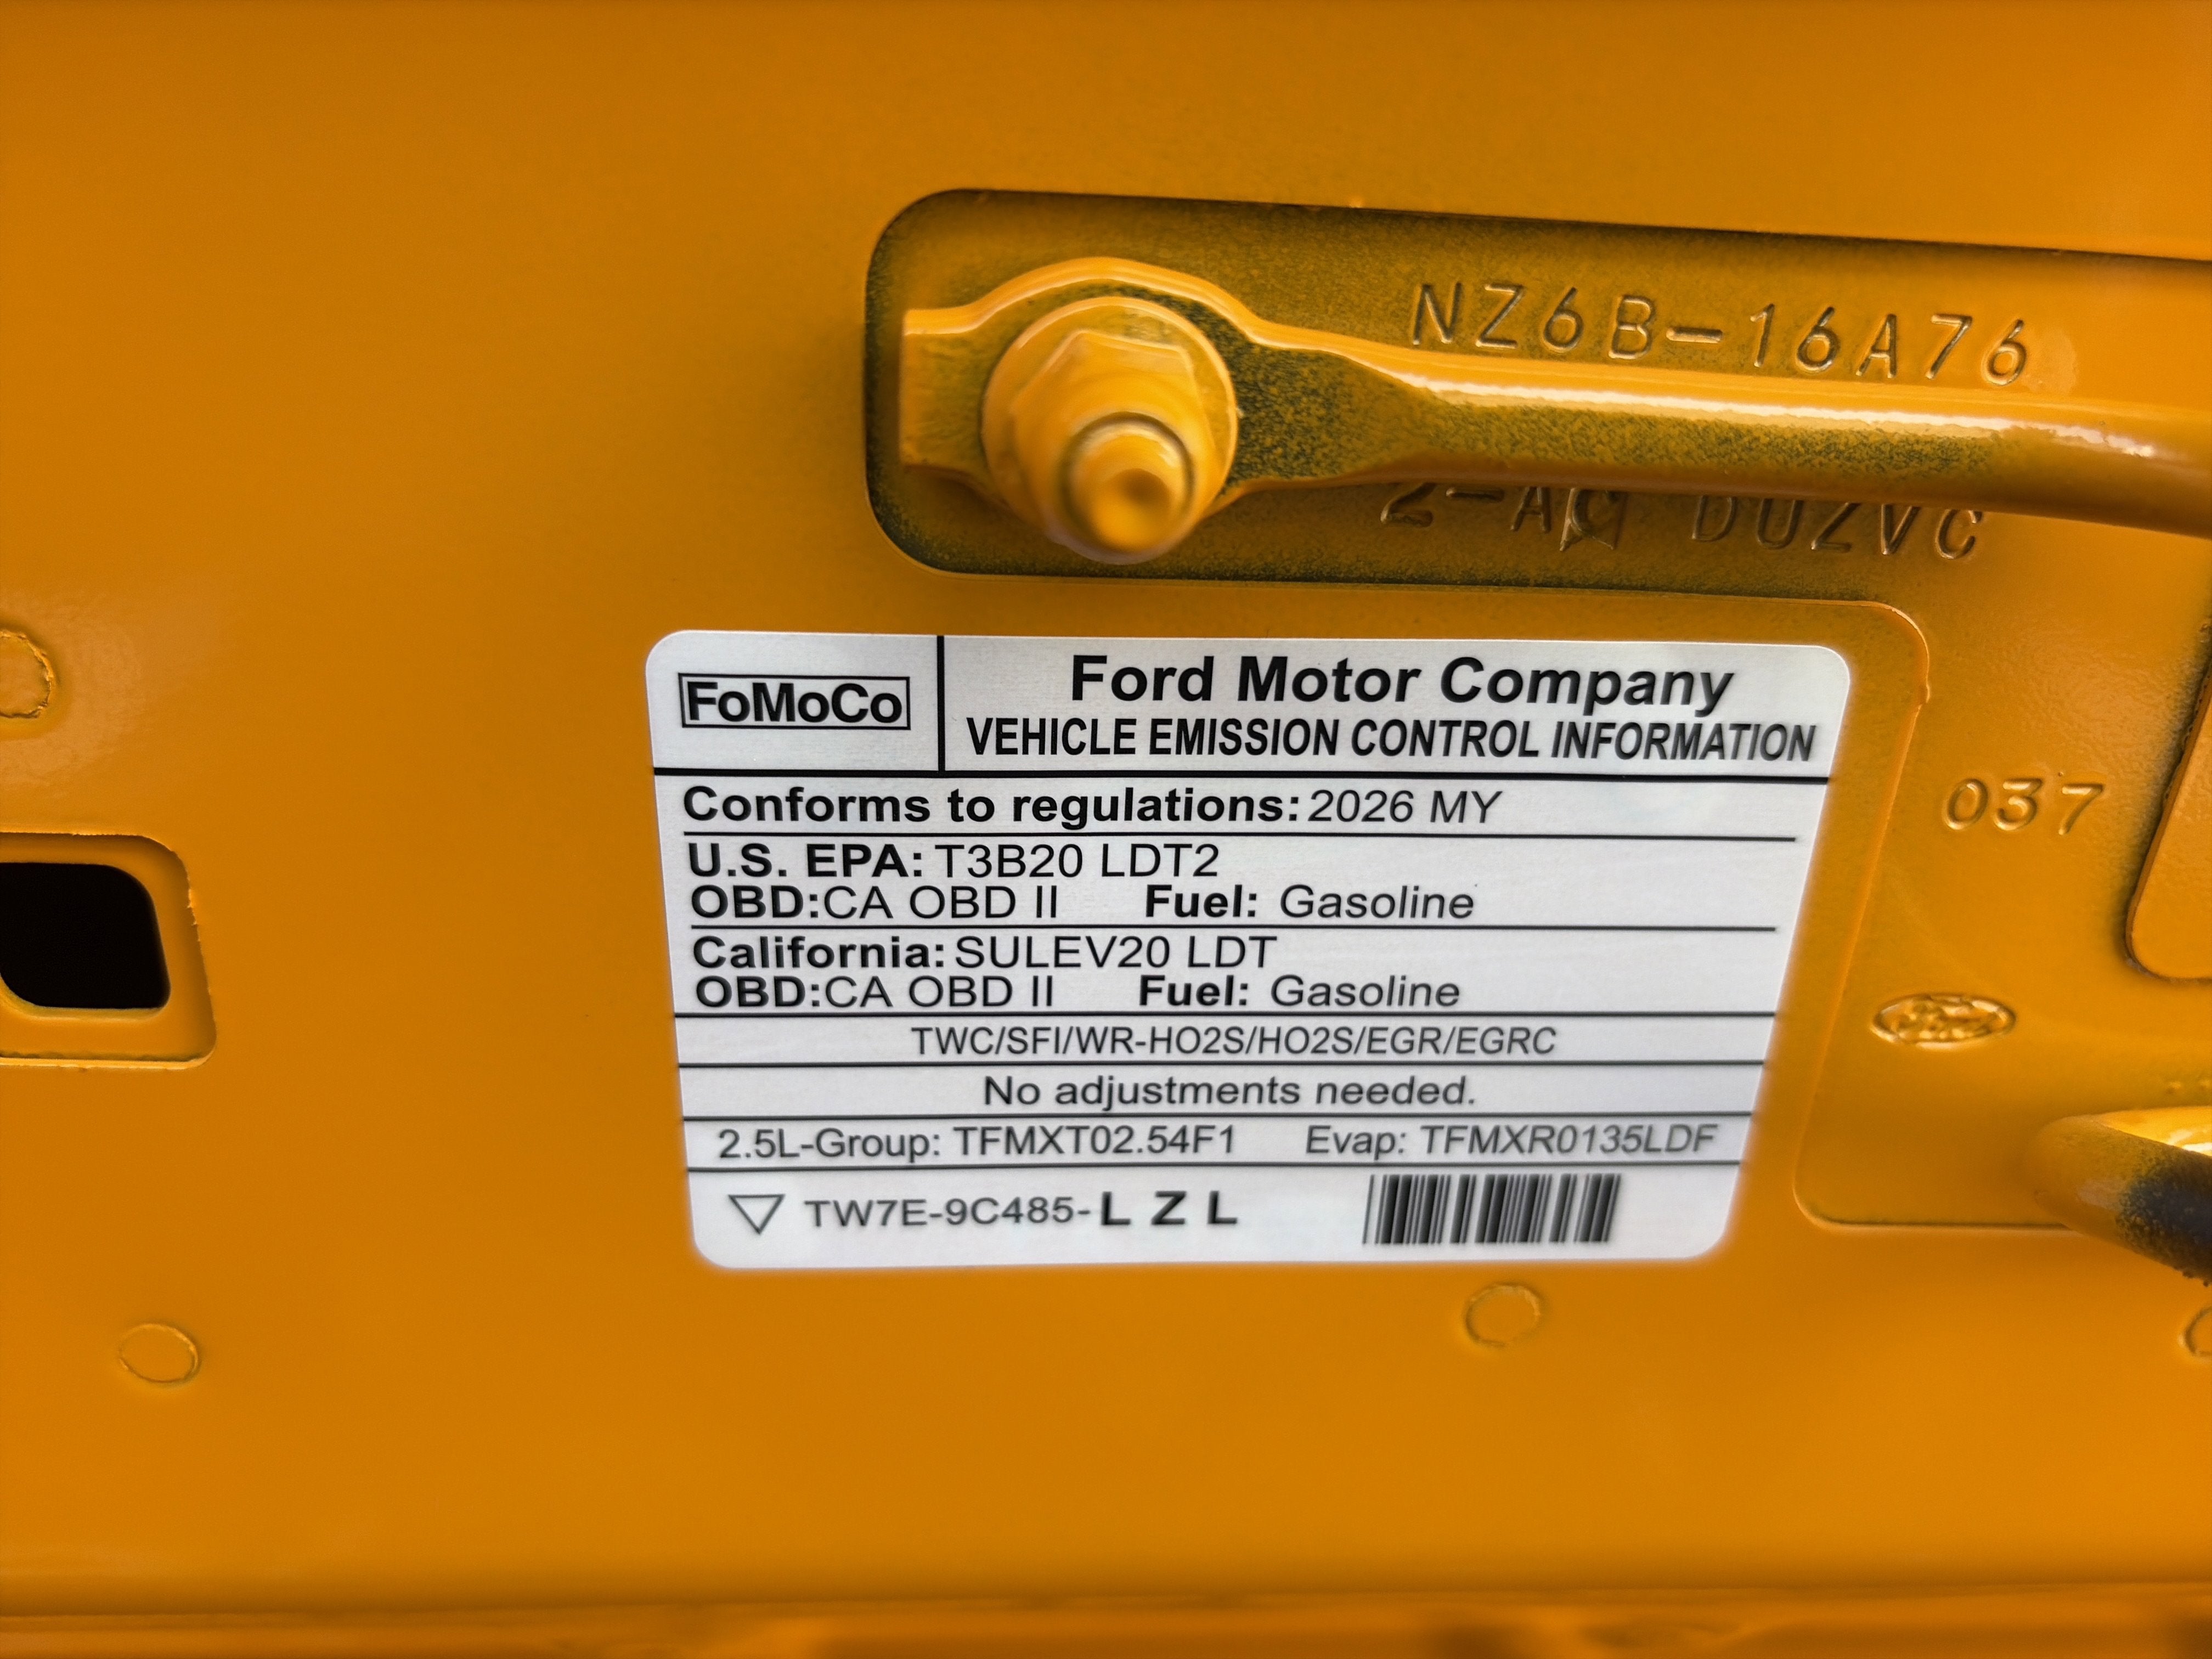 NZ6B-16A76
DUZVC
FoMoCo
Ford Motor Company
VEHICLE EMISSION CONTROL INFORMATION
Conforms to regulations: 2026 MY
U.S. EPA: T3B20 LDT2
OBD:CA OBD II Fuel: Gasoline
California: SULEV20 LDT
OBD:CA OBD II Fuel: Gasoline
TWC/SFI/WR-HO2S/HO2S/EGR/EGRC
No adjustments needed.
2.5L-Group: TFMXT02.54F1 Evap: TFMXR0135LDF
TW7E-9C485-L Z L
037
Ford